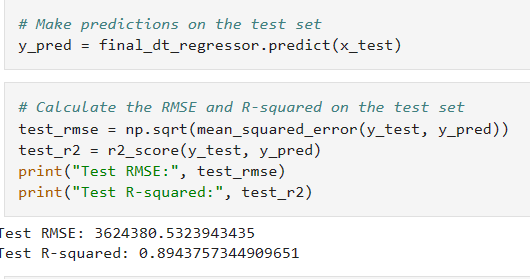 # Make predictions on the test set
y_pred = final_dt_regressor.predict(x_test)
# Calculate the RMSE and R-squared on the test set
test_rmse = np.sqrt(mean_squared_error(y_test, y_pred))
test_r2 = r2_score(y_test, y_pred)
print("Test RMSE:", test_rmse)
print("Test R-squared:", test_r2)
Test RMSE: 3624380.5323943435
Test R-squared: 0.8943757344909651